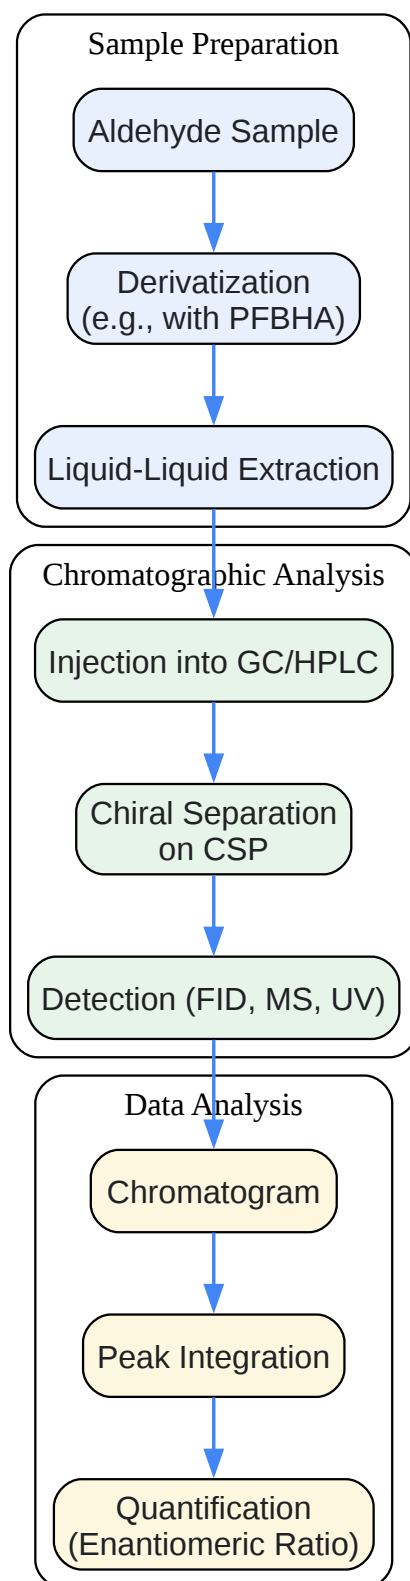 Sample Preparation
Aldehyde Sample
Derivatization
(e.g., with PFBHA)
Liquid-Liquid Extraction
Chromatographic Analysis
Injection into GC/HPLC
Chiral Separation
on CSP
Detection (FID, MS, UV)
Data Analysis
Chromatogram
Peak Integration
Quantification
(Enantiomeric Ratio)